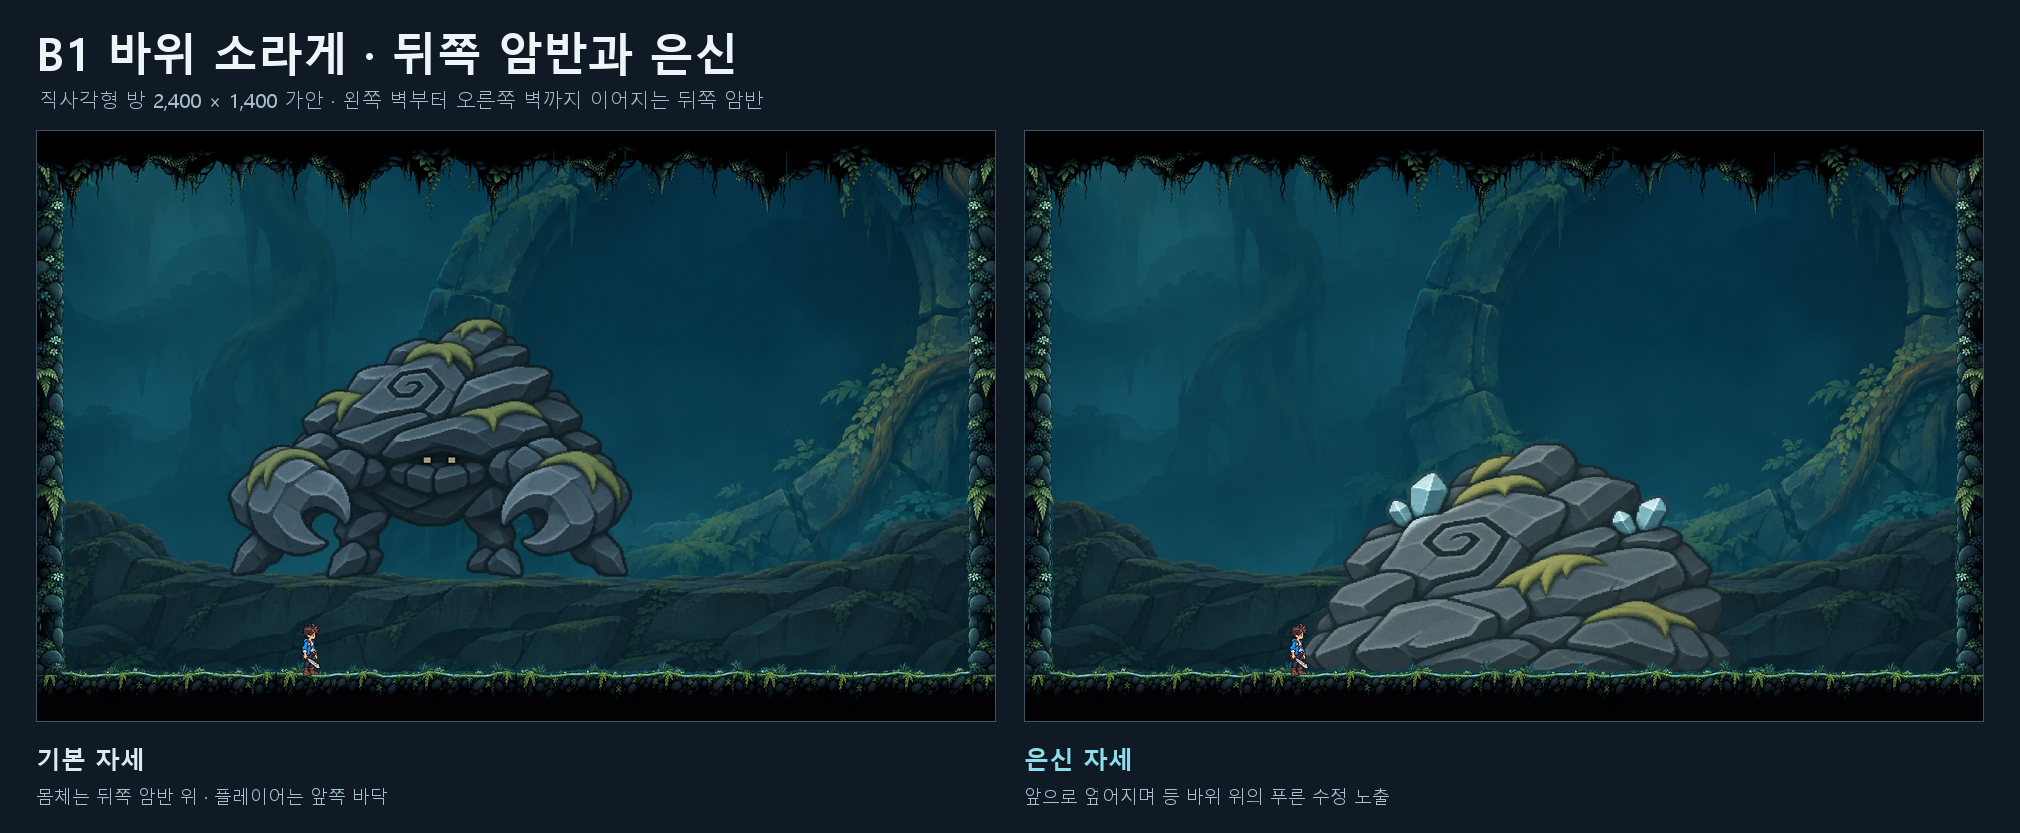 B1 바위 소라게 · 뒤쪽 암반과 은신
직사각형 방 2,400 × 1,400 가안 · 왼쪽 벽부터 오른쪽 벽까지 이어지는 뒤쪽 암반
기본 자세
몸체는 뒤쪽 암반 위 · 플레이어는 앞쪽 바닥
은신 자세
앞으로 엎어지며 등 바위 위의 푸른 수정 노출